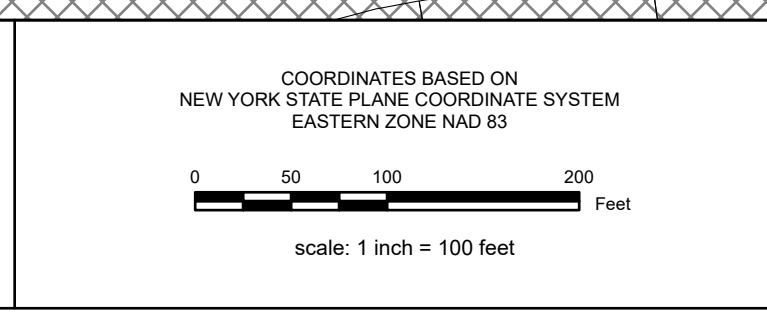 COORDINATES BASED ON
NEW YORK STATE PLANE COORDINATE SYSTEM
EASTERN ZONE NAD 83
0 50 100 200
Feet
scale: 1 inch = 100 feet